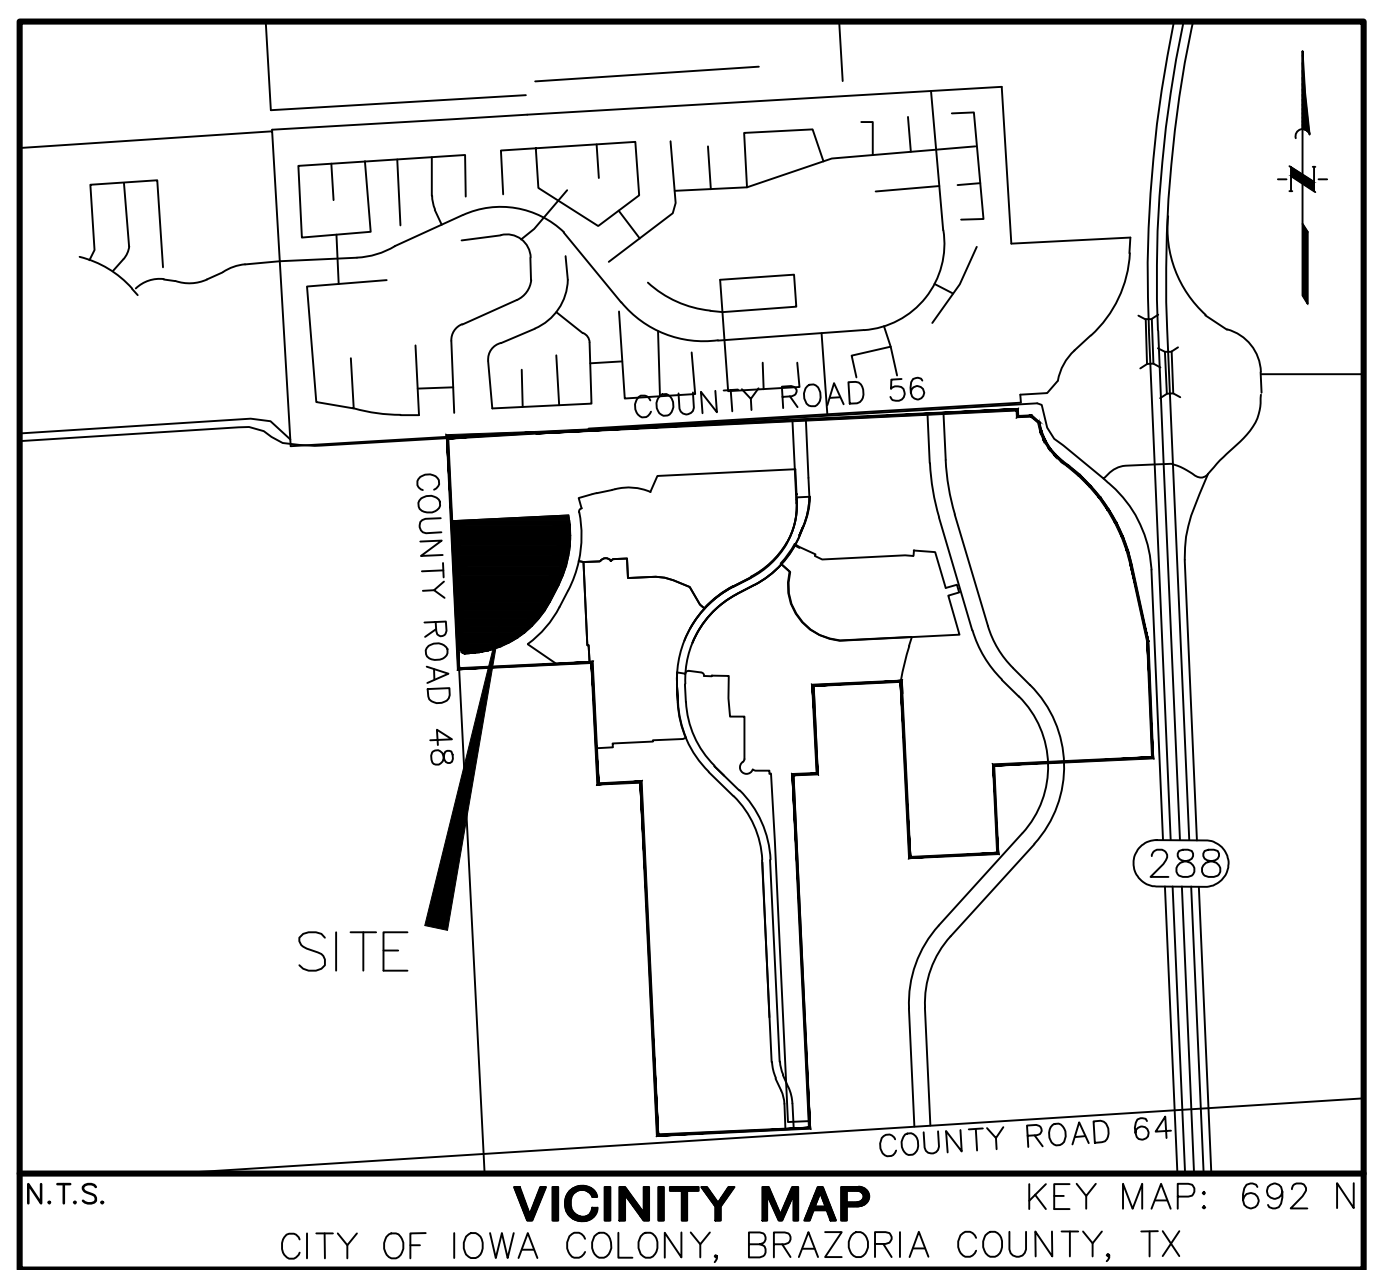 N
COUNTY ROAD 56
COUNTY ROAD 48
288
SITE
COUNTY ROAD 64
N.T.S.
VICINITY MAP
KEY MAP: 692 N
CITY OF IOWA COLONY, BRAZORIA COUNTY, TX